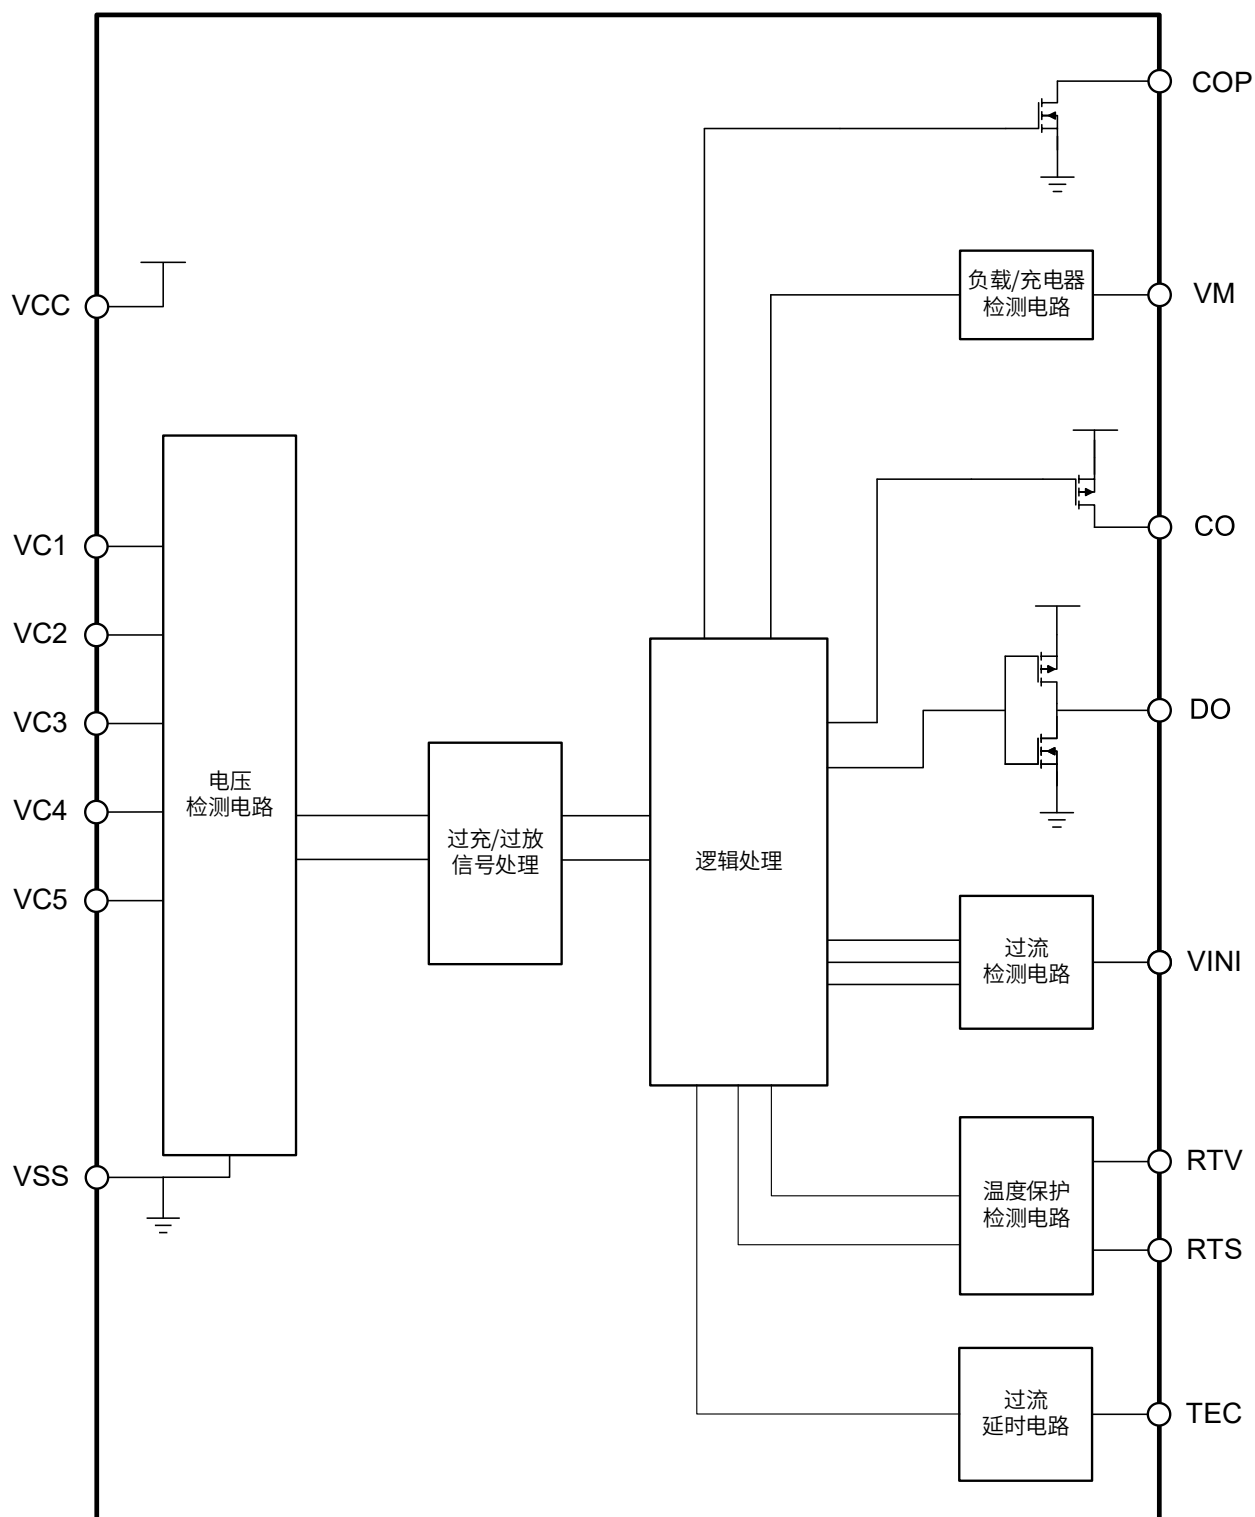 COP
负载/充电器
检测电路
VM
VCC
CO
VC1
VC2
DO
VC3
电压
检测电路
VC4
过充/过放
信号处理
逻辑处理
VC5
过流
检测电路
VINI
VSS
RTV
温度保护
检测电路
RTS
过流
延时电路
TEC